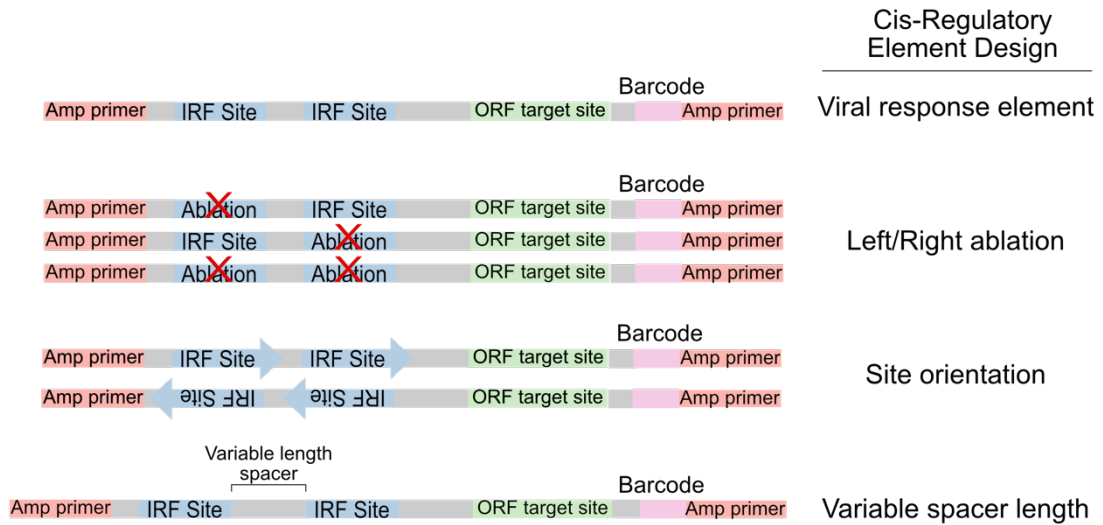 Cis-Regulatory
Element Design
Barcode
Amp primer IRF Site IRF Site ORF target site Amp primer Viral response element
Barcode
Amp primer Ablation IRF Site ORF target site Amp primer
Amp primer IRF Site Ablation ORF target site Amp primer Left/Right ablation
Amp primer Ablation Ablation ORF target site Amp primer
Barcode
Amp primer IRF Site IRF Site ORF target site Amp primer
Site orientation
Amp primer IRF Site IRF Site ORF target site Amp primer
Variable length
spacer
Barcode
Amp primer IRF Site IRF Site ORF target site Amp primer Variable spacer length